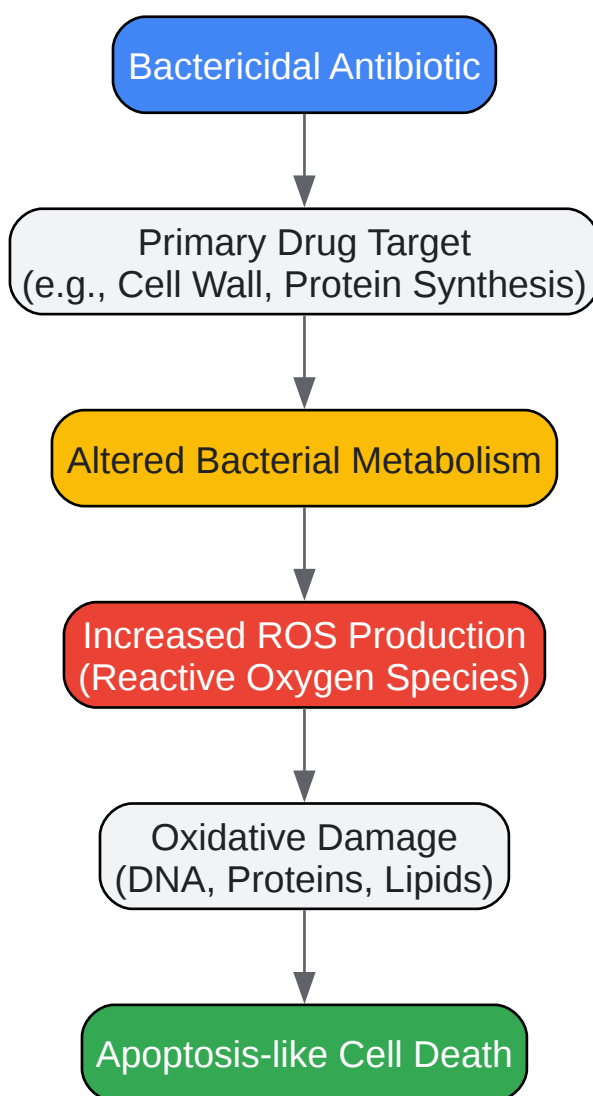 Bactericidal Antibiotic
Primary Drug Target
(e.g., Cell Wall, Protein Synthesis)
Altered Bacterial Metabolism
Increased ROS Production
(Reactive Oxygen Species)
Oxidative Damage
(DNA, Proteins, Lipids)
Apoptosis-like Cell Death